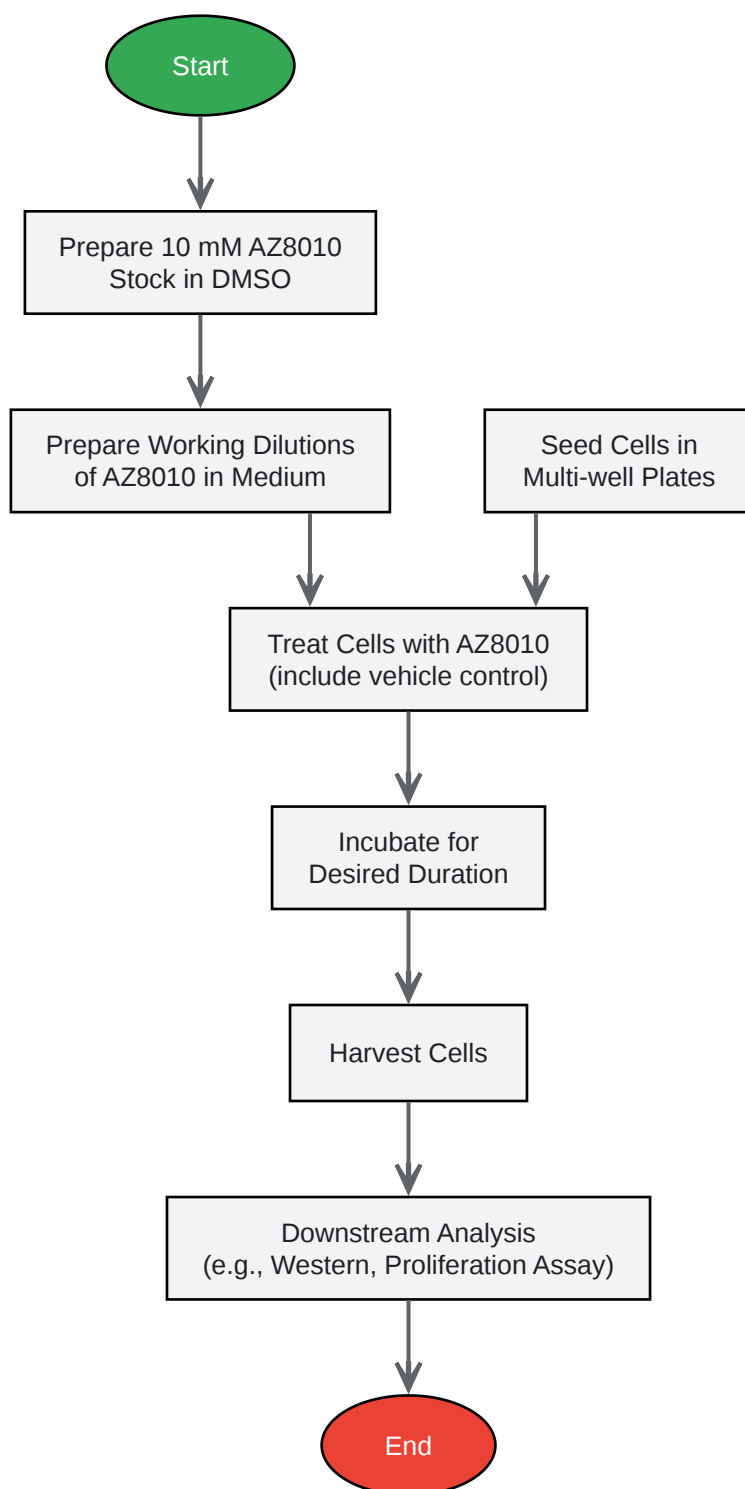 Start
Prepare 10 mM AZ8010
Stock in DMSO
Prepare Working Dilutions
of AZ8010 in Medium
Seed Cells in
Multi-well Plates
Treat Cells with AZ8010
(include vehicle control)
Incubate for
Desired Duration
Harvest Cells
Downstream Analysis
(e.g., Western, Proliferation Assay)
End